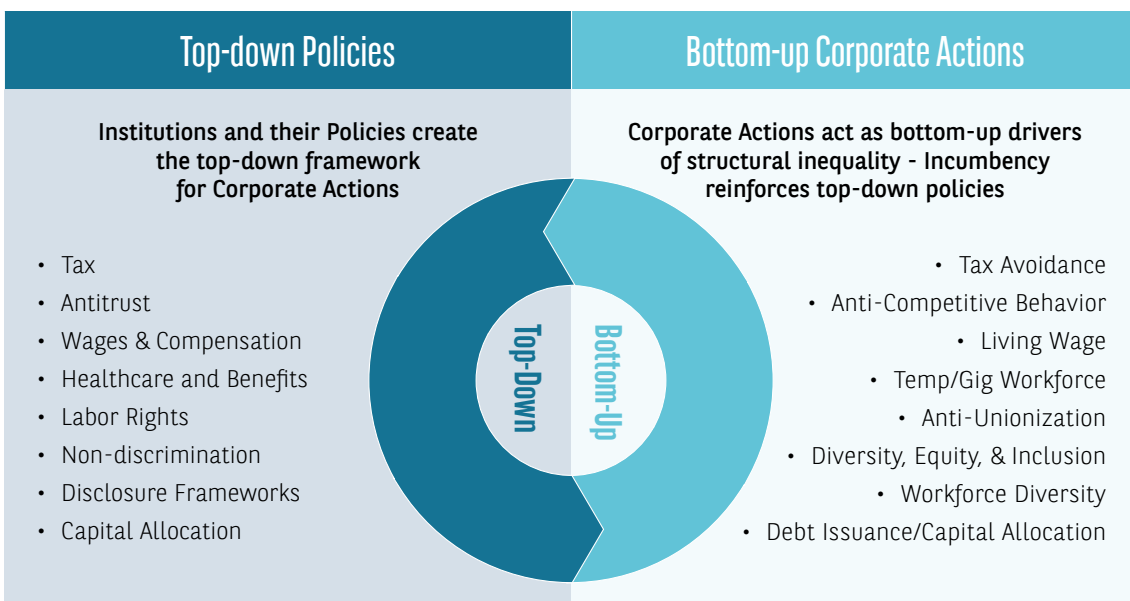 Top-down Policies
Bottom-up Corporate Actions
Institutions and their Policies create
the top-down framework
for Corporate Actions
Corporate Actions act as bottom-up drivers
of structural inequality - Incumbency
reinforces top-down policies
• Tax
• Antitrust
• Wages & Compensation
• Healthcare and Benefits
• Labor Rights
• Non-discrimination
• Disclosure Frameworks
• Capital Allocation
Top-Down
Bottom-Up
• Tax Avoidance
• Anti-Competitive Behavior
• Living Wage
• Temp/Gig Workforce
• Anti-Unionization
• Diversity, Equity, & Inclusion
• Workforce Diversity
• Debt Issuance/Capital Allocation